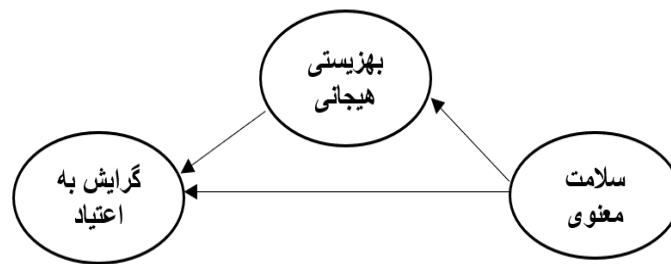 بهزیستی
هیجانی
سلامت
معنوی
گرایش به
اعتیاد